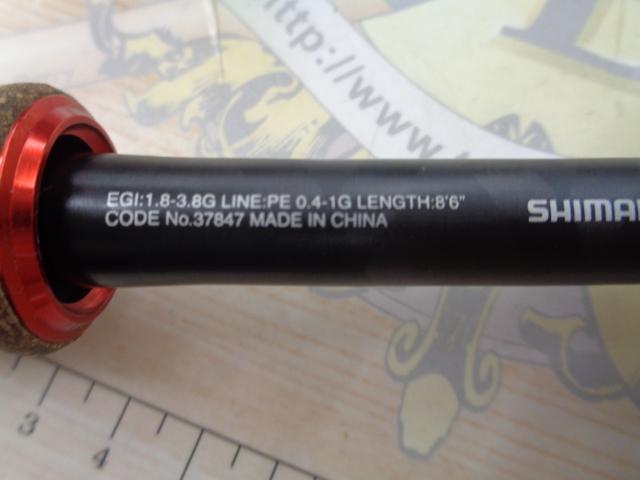 http://www.
EGI:1.8-3.8G LINE:PE 0.4-1G LENGTH:8'6"
CODE No.37847 MADE IN CHINA
SHIMA
3
4